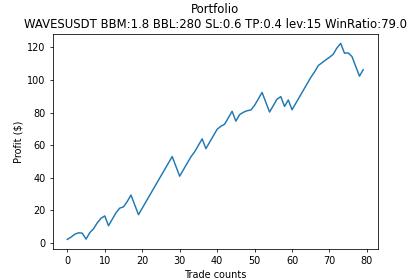 Portfolio
WAVESUSDT BBM:1.8 BBL:280 SL:0.6 TP:0.4 lev:15 WinRatio:79.0
120
100
80
60
40
20
0
Profit ($)
0 10 20 30 40 50 60 70 80
Trade counts